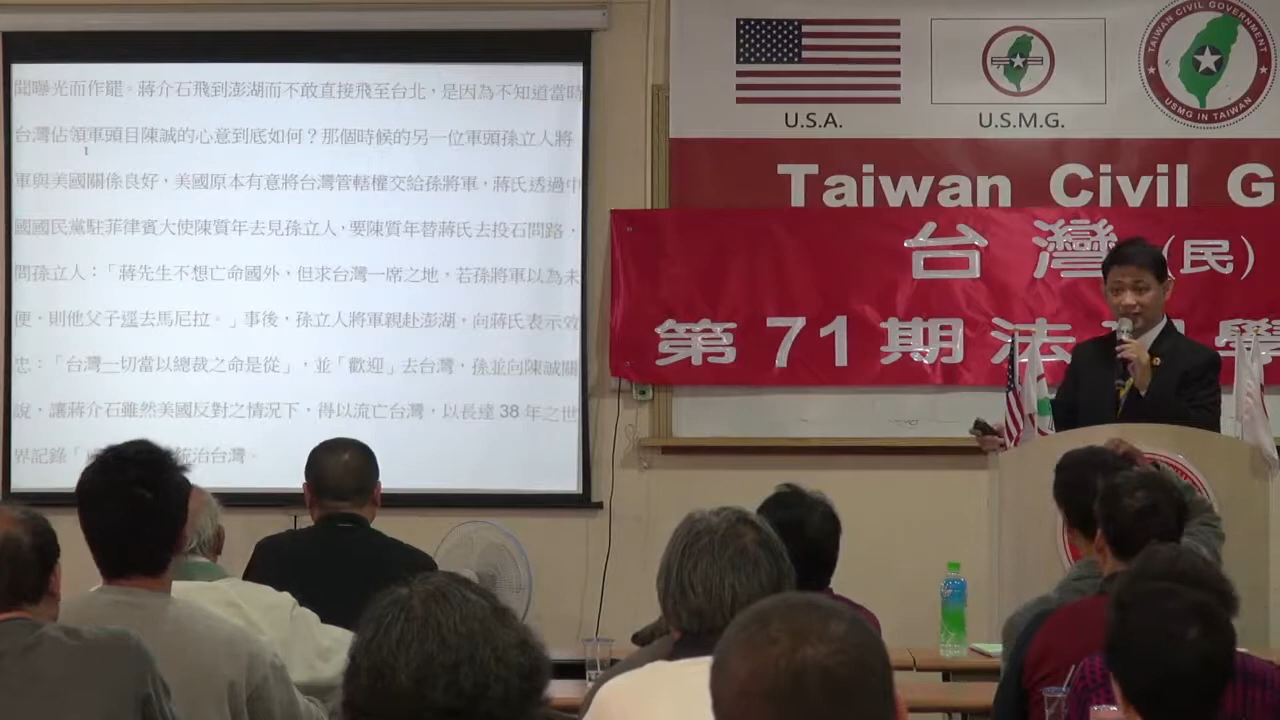 聞曝光而作罷。蔣介石飛到澎湖而不敢直接飛至台北，是因為不知道當時
台灣佔領軍頭目陳誠的心意到底如何？那個時候的另一位軍頭孫立人將
軍與美國關係良好，美國原本有意將台灣管轄權交給孫將軍，蔣氏透過中
國國民黨駐菲律賓大使陳質年去見孫立人，要陳質年替蔣氏去投石問路，
問孫立人：「蔣先生不想亡命國外，但求台灣一席之地，若孫將軍以為未
便，則他父子逕去馬尼拉。」事後，孫立人將軍親赴澎湖，向蔣氏表示效
忠：「台灣一切當以總裁之命是從」，並「歡迎」去台灣，孫並向陳誠關
說，讓蔣介石雖然美國反對之情況下，得以流亡台灣，以長達 38 年之世
界記錄「 統治台灣。
U.S.A.
U.S.M.G.
TAIWAN CIVIL GOVERNMENT
USMG IN TAIWAN
Taiwan Civil G
台灣(民)
第71期法 學